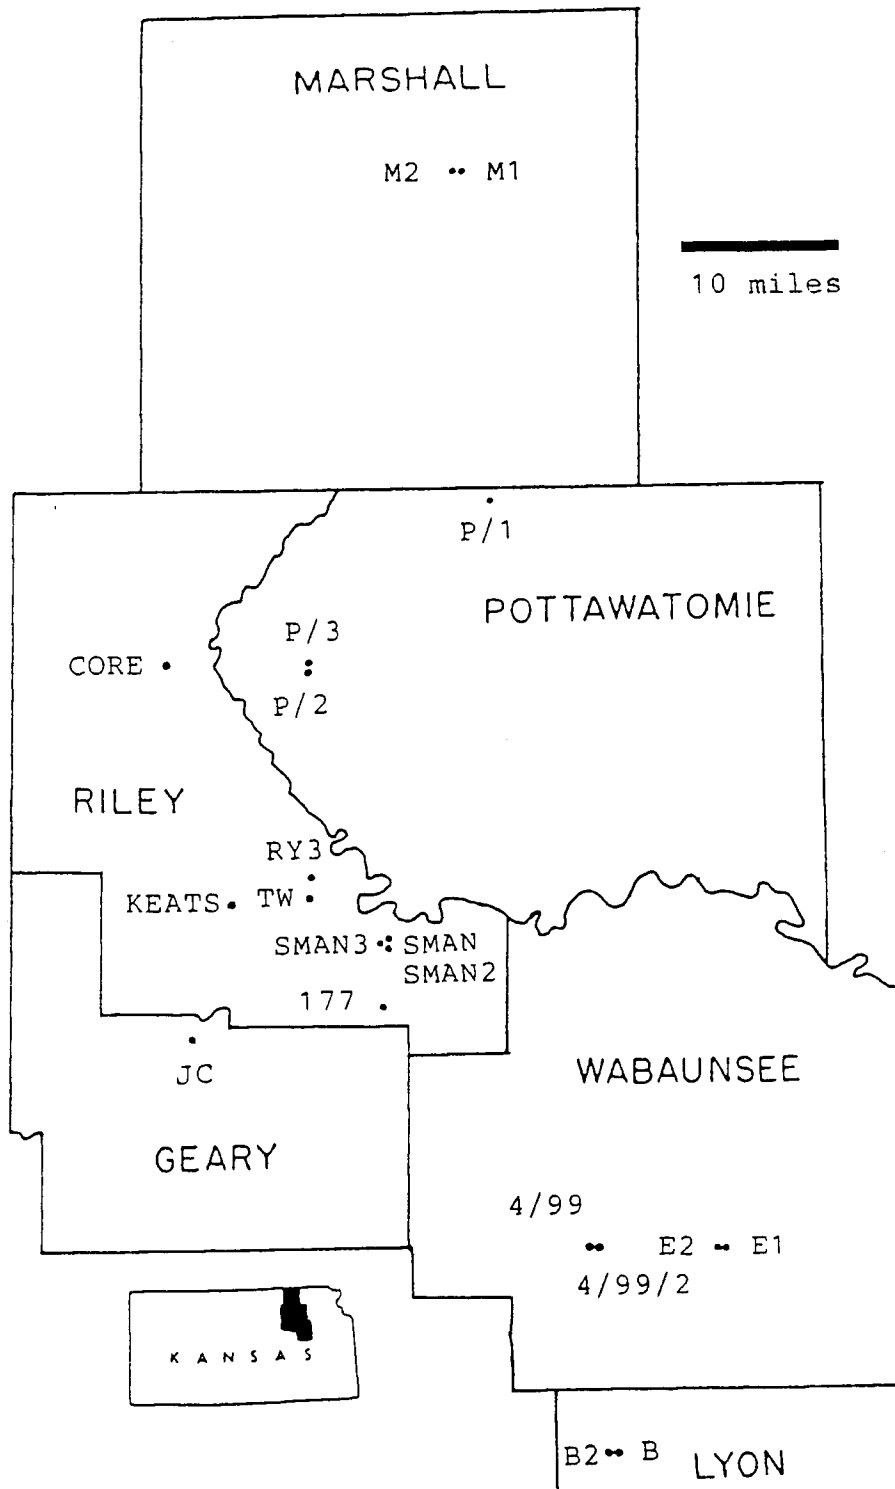 MARSHALL
M2 M1
10 miles
P/1
POTTAWATOMIE
P/3
CORE
P/2
RILEY
RY3
KEATS TW
SMAN3 SMAN
SMAN2
177
JC
WABAUNSEE
GEARY
4/99
E2 E1
4/99/2
KANSAS
B2 B
LYON